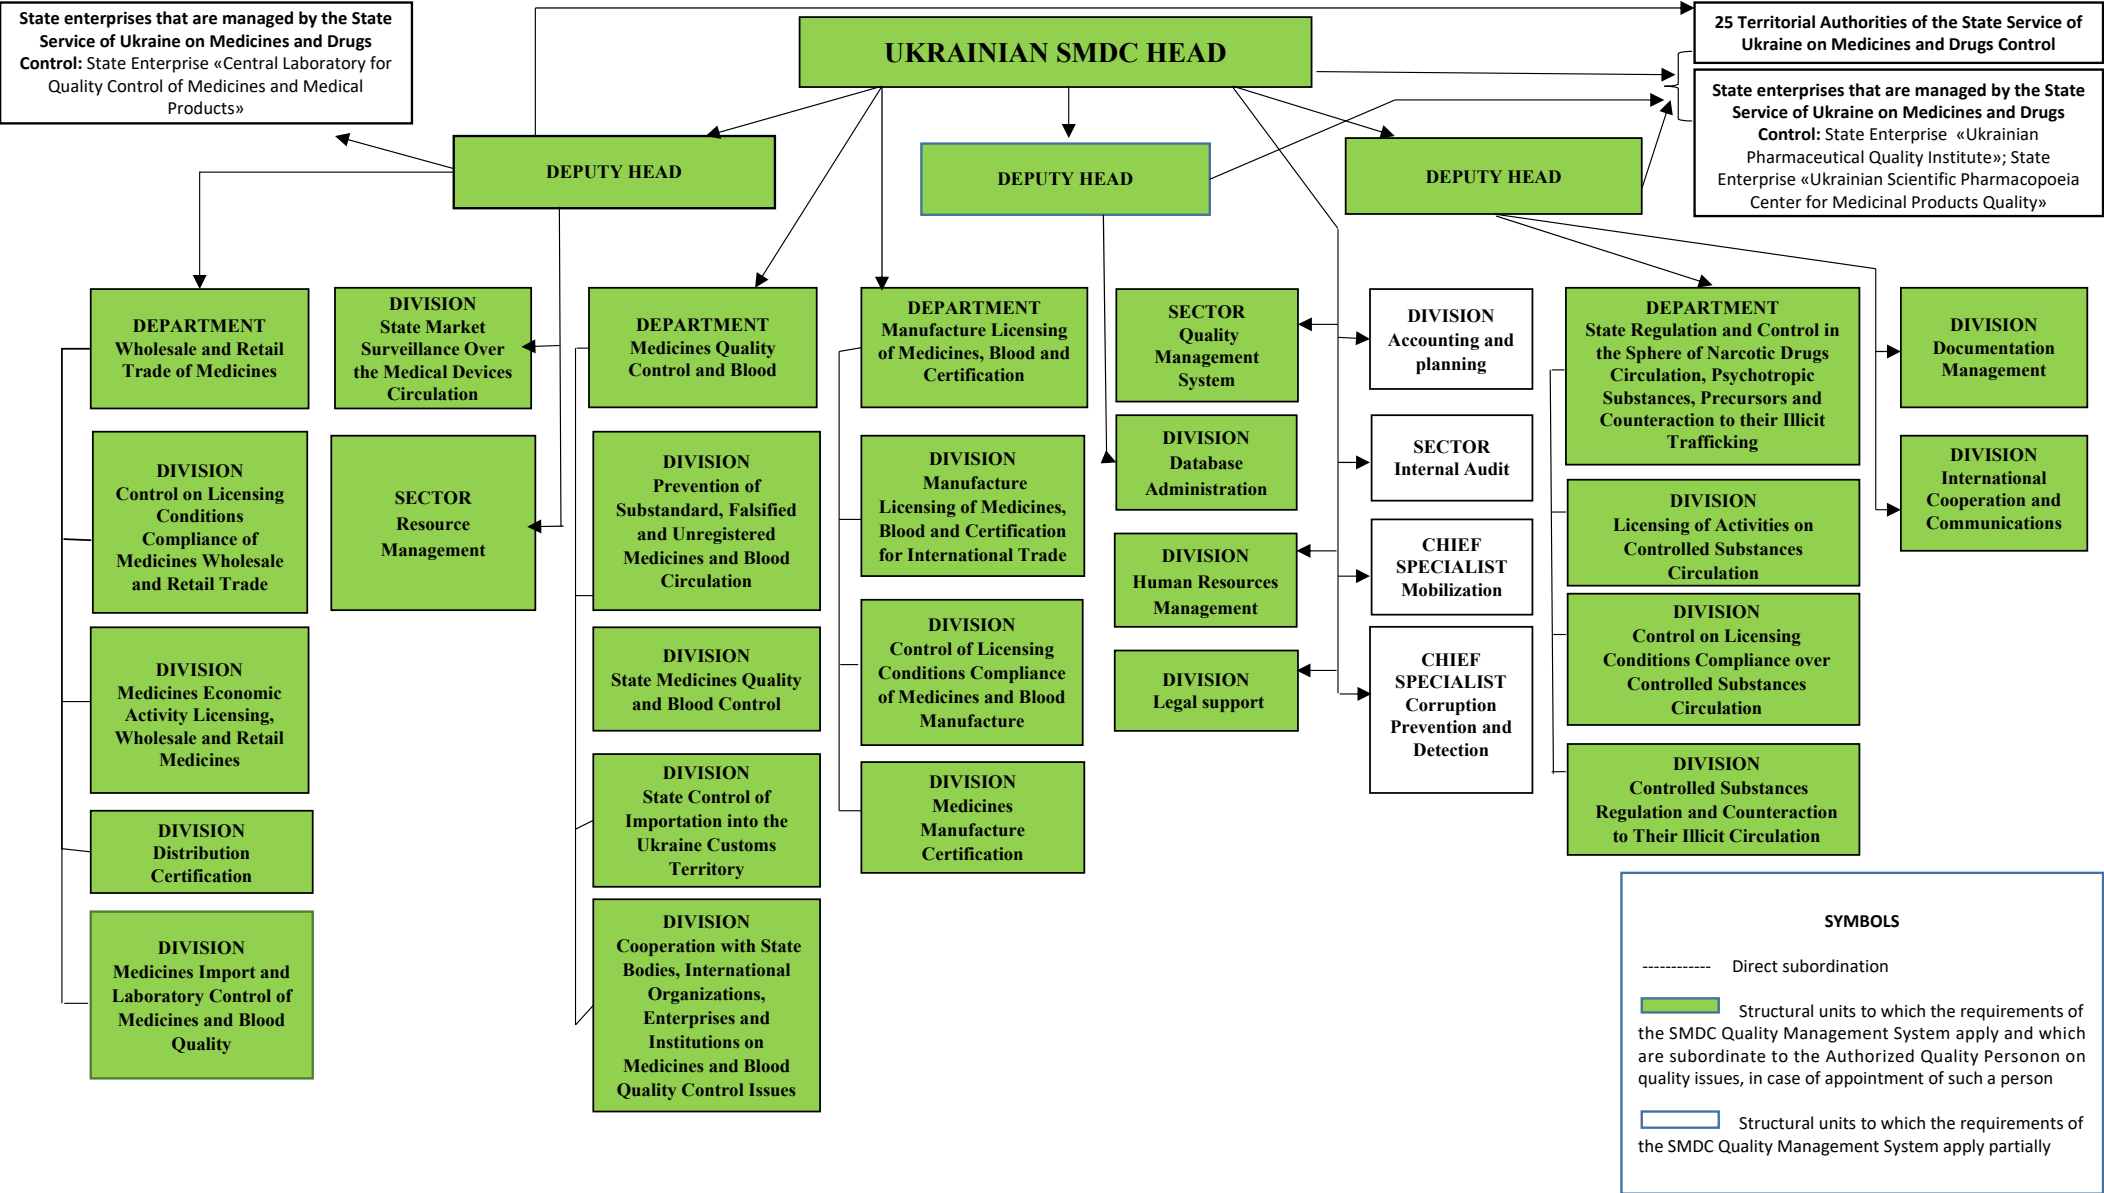 State enterprises that are managed by the State
Service of Ukraine on Medicines and Drugs
Control: State Enterprise «Central Laboratory for
Quality Control of Medicines and Medical
Products»
UKRAINIAN SMDC HEAD
25 Territorial Authorities of the State Service of
Ukraine on Medicines and Drugs Control
State enterprises that are managed by the State
Service of Ukraine on Medicines and Drugs
Control: State Enterprise «Ukrainian
Pharmaceutical Quality Institute»; State
Enterprise «Ukrainian Scientific Pharmacopoeia
Center for Medicinal Products Quality»
DEPUTY HEAD
DEPUTY HEAD
DEPUTY HEAD
DEPARTMENT
Wholesale and Retail
Trade of Medicines
DIVISION
Control on Licensing
Conditions
Compliance of
Medicines Wholesale
and Retail Trade
DIVISION
Medicines Economic
Activity Licensing,
Wholesale and Retail
Medicines
DIVISION
Distribution
Certification
DIVISION
Medicines Import and
Laboratory Control of
Medicines and Blood
Quality
DIVISION
State Market
Surveillance Over
the Medical Devices
Circulation
SECTOR
Resource
Management
DEPARTMENT
Medicines Quality
Control and Blood
DIVISION
Prevention of
Substandard, Falsified
and Unregistered
Medicines and Blood
Circulation
DIVISION
State Medicines Quality
and Blood Control
DIVISION
State Control of
Importation into the
Ukraine Customs
Territory
DIVISION
Cooperation with State
Bodies, International
Organizations,
Enterprises and
Institutions on
Medicines and Blood
Quality Control Issues
DEPARTMENT
Manufacture Licensing
of Medicines, Blood and
Certification
DIVISION
Manufacture
Licensing of Medicines,
Blood and Certification
for International Trade
DIVISION
Control of Licensing
Conditions Compliance
of Medicines and Blood
Manufacture
DIVISION
Medicines
Manufacture
Certification
SECTOR
Quality
Management
System
DIVISION
Database
Administration
DIVISION
Human Resources
Management
DIVISION
Legal support
DIVISION
Accounting and
planning
SECTOR
Internal Audit
CHIEF
SPECIALIST
Mobilization
CHIEF
SPECIALIST
Corruption
Prevention and
Detection
DEPARTMENT
State Regulation and Control in
the Sphere of Narcotic Drugs
Circulation, Psychotropic
Substances, Precursors and
Counteraction to their Illicit
Trafficking
DIVISION
Licensing of Activities on
Controlled Substances
Circulation
DIVISION
Control on Licensing
Conditions Compliance over
Controlled Substances
Circulation
DIVISION
Controlled Substances
Regulation and Counteraction
to Their Illicit Circulation
DIVISION
Documentation
Management
DIVISION
International
Cooperation and
Communications
SYMBOLS
------------ Direct subordination
Structural units to which the requirements of
the SMDC Quality Management System apply and which
are subordinate to the Authorized Quality Personon on
quality issues, in case of appointment of such a person
Structural units to which the requirements of
the SMDC Quality Management System apply partially